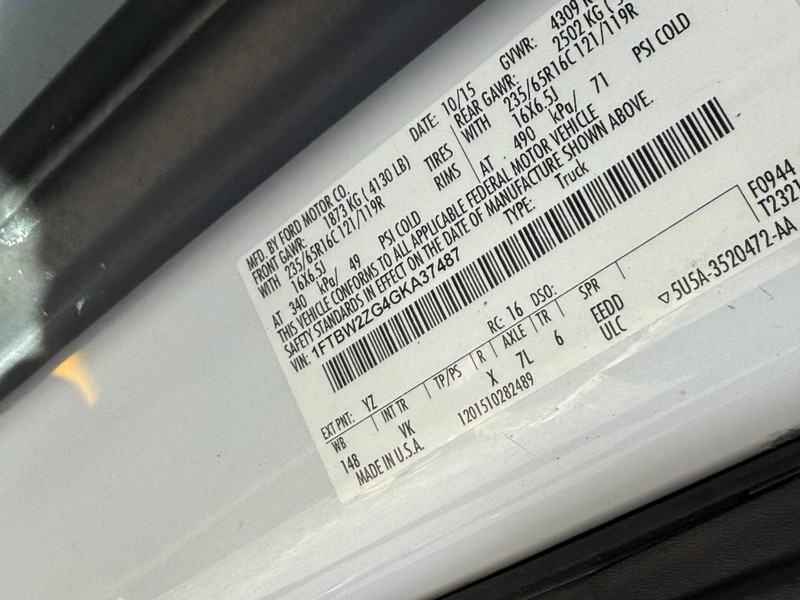 MFD. BY FORD MOTOR CO. DATE: 10/15 GVWR: 4309
FRONT GAWR: 1873 KG ( 4130 LB) REAR GAWR: 2502 KG (
235/65R16C 121/119R TIRES 235/65R16C 121/119R
WITH 16X6.5J RIMS WITH 16X6.5J
AT 340 kPa/ 49 PSI COLD AT 490 kPa/ 71 PSI COLD
THIS VEHICLE CONFORMS TO ALL APPLICABLE FEDERAL MOTOR VEHICLE
SAFETY STANDARDS IN EFFECT ON THE DATE OF MANUFACTURE SHOWN ABOVE.
VIN: 1FTBW2ZG4GKA37487 TYPE: Truck
F0944
T2321
EXT PNT: YZ RC: 16 DSO:
WB INT TR TP/PS R AXLE TR SPR
148 VK X 7L 6 EEDD
ULC
MADE IN U.S.A. 1201510282489 ▽5U5A-3520472-AA